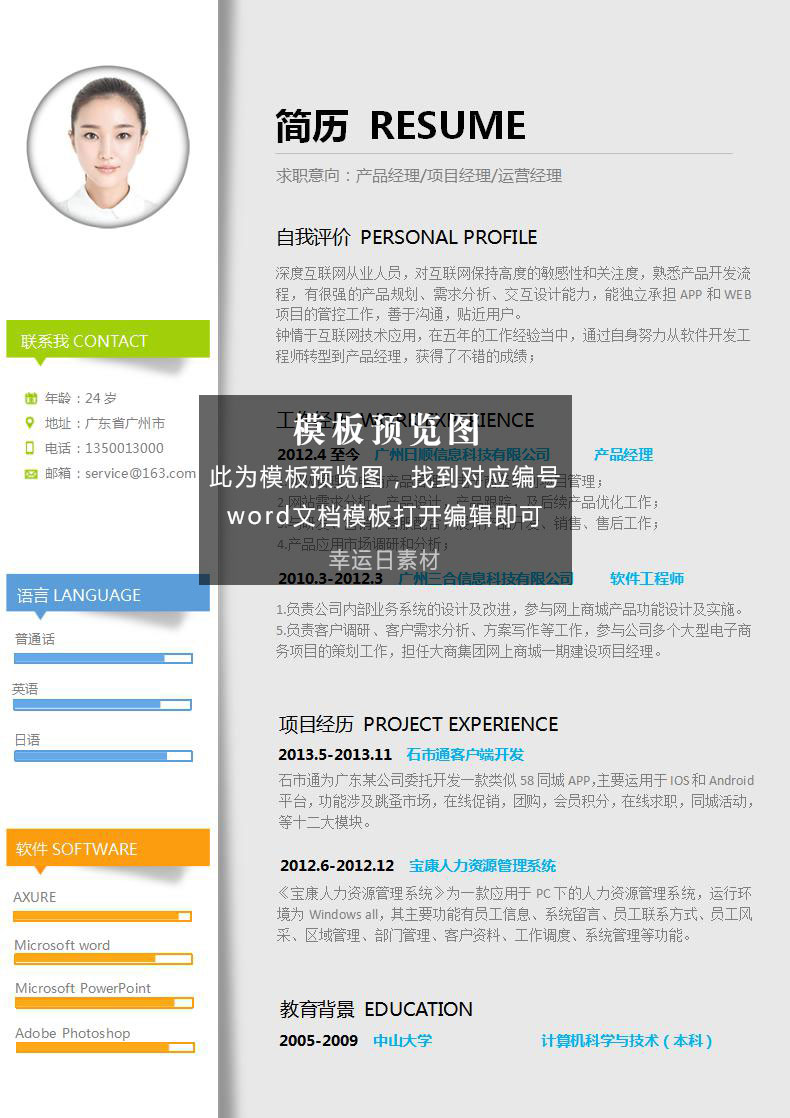 简历 RESUME
求职意向：产品经理/项目经理/运营经理
自我评价 PERSONAL PROFILE
深度互联网从业人员，对互联网保持高度的敏感性和关注度，熟悉产品开发流
程，有很强的产品规划、需求分析、交互设计能力，能独立承担 APP 和 WEB
项目的管控工作，善于沟通，贴近用户。
钟情于互联网技术应用，在五年的工作经验当中，通过自身努力从软件开发工
程师转型到产品经理，获得了不错的成绩；
联系我 CONTACT
年龄：24 岁
地址：广东省广州市
电话：1350013000
邮箱：service@163.com
工作经历 WORK EXPERIENCE
模板预览图
2012.4 至今 广州日顺信息科技有限公司 产品经理
此为模板预览图，找到对应编号
项目管理；
2.网站需求分析、产品设计、产品跟踪、及后续产品优化工作；
word文档模板打开编辑即可
、销售、售后工作；
4.产品应用市场调研和分析；
幸运日素材
2010.3-2012.3 广州三合信息科技有限公司 软件工程师
1.负责公司内部业务系统的设计及改进，参与网上商城产品功能设计及实施。
5.负责客户调研、客户需求分析、方案写作等工作，参与公司多个大型电子商
务项目的策划工作，担任大商集团网上商城一期建设项目经理。
语言 LANGUAGE
普通话
英语
日语
项目经历 PROJECT EXPERIENCE
2013.5-2013.11 石市通客户端开发
石市通为广东某公司委托开发一款类似 58 同城 APP，主要运用于 IOS 和 Android
平台，功能涉及跳蚤市场，在线促销，团购，会员积分，在线求职，同城活动，
等十二大模块。
2012.6-2012.12 宝康人力资源管理系统
《宝康人力资源管理系统》为一款应用于 PC 下的人力资源管理系统，运行环
境为 Windows all，其主要功能有员工信息、系统留言、员工联系方式、员工风
采、区域管理、部门管理、客户资料、工作调度、系统管理等功能。
软件 SOFTWARE
AXURE
Microsoft word
Microsoft PowerPoint
Adobe Photoshop
教育背景 EDUCATION
2005-2009 中山大学 计算机科学与技术（本科）